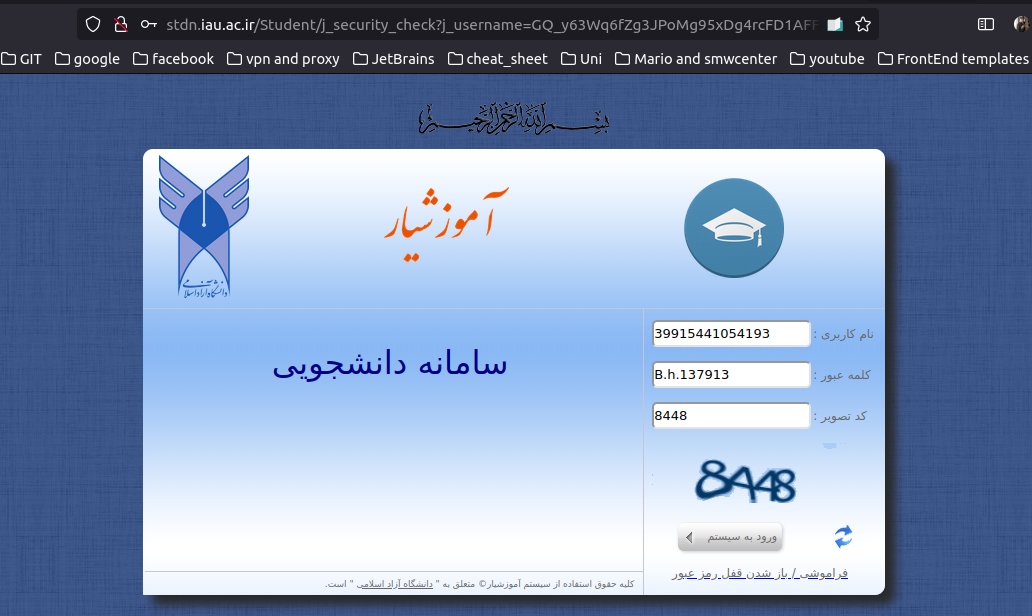 stdn.iau.ac.ir/Student/j_security_check?j_username=GQ_y63Wq6fZg3JPoMg95xDg4rcFD1AFF
GIT google facebook vpn and proxy JetBrains cheat_sheet Uni Mario and smwcenter youtube FrontEnd templates
بسم الله الرحمن الرحیم
آموزشیار
دانشگاه آزاد اسلامی
نام کاربری : 39915441054193
سامانه دانشجویی
کلمه عبور : B.h.137913
کد تصویر : 8448
8448
ورود به سیستم
فراموشی / باز شدن قفل رمز عبور
کلیه حقوق استفاده از سیستم آموزشیار© متعلق به " دانشگاه آزاد اسلامی " است.